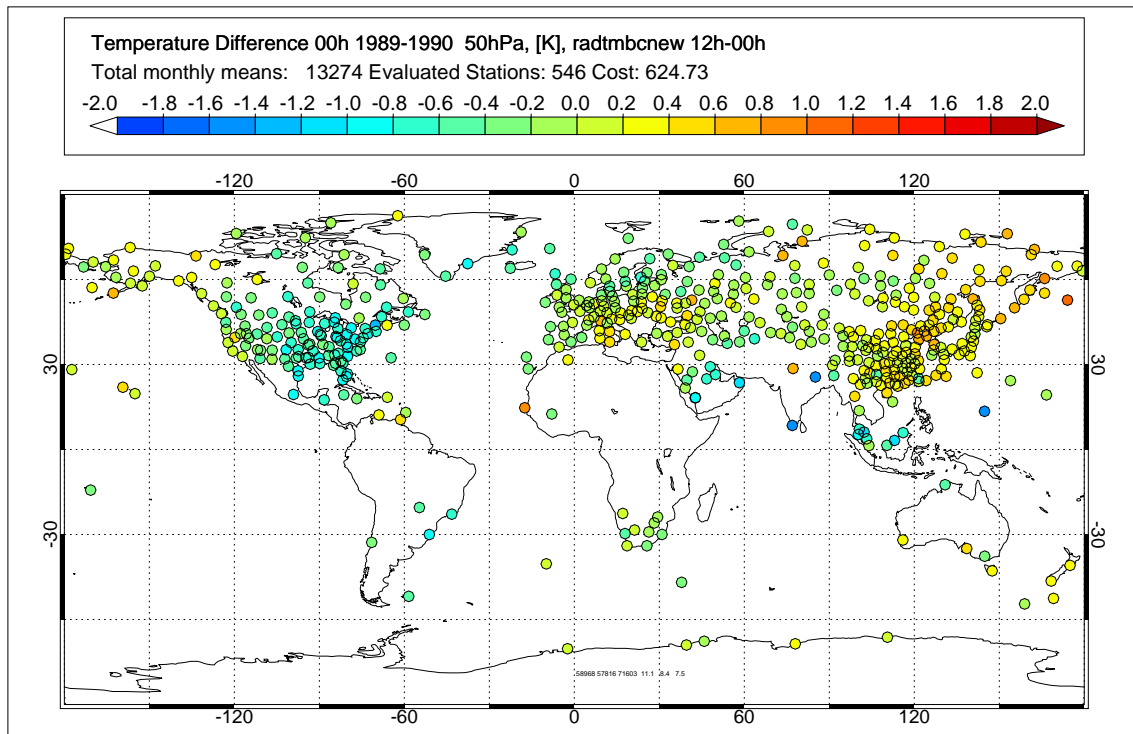 Temperature Difference 00h 1989-1990 50hPa, [K], radtmbcnew 12h-00h
Total monthly means: 13274 Evaluated Stations: 546 Cost: 624.73
-2.0 -1.8 -1.6 -1.4 -1.2 -1.0 -0.8 -0.6 -0.4 -0.2 0.0 0.2 0.4 0.6 0.8 1.0 1.2 1.4 1.6 1.8 2.0
-120 -60 0 60 120
30 30
-30 -30
58968 57816 71603 11.1 8.4 7.5
-120 -60 0 60 120